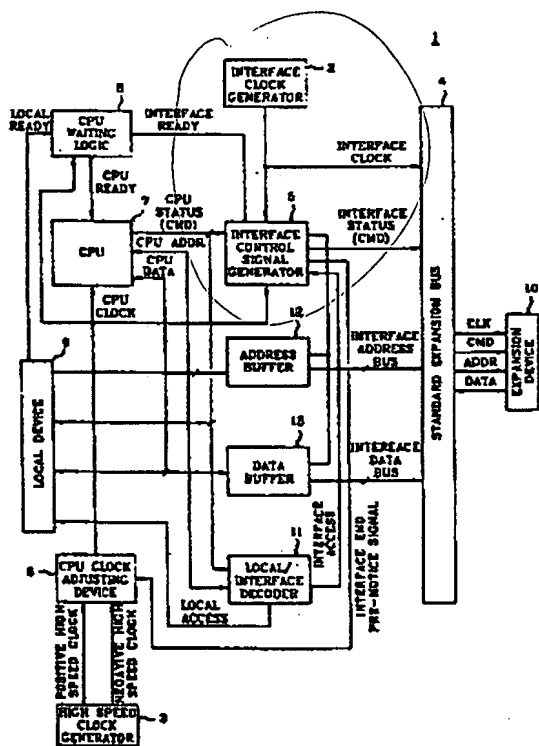 1
2
INTERFACE
CLOCK
GENERATOR
4
8
LOCAL
READY
CPU
WAITING
LOGIC
INTERFACE
READY
INTERFACE
CLOCK
CPU
READY
7
CPU
STATUS
(CMD)
5
INTERFACE
STATUS
(CMD)
CPU
CPU ADDR
CPU
DATA
INTERFACE
CONTROL
SIGNAL
GENERATOR
CPU
CLOCK
STANDARD EXPANSION BUS
10
CLK
CMD
ADDR
DATA
EXPANSION
DEVICE
9
LOCAL DEVICE
12
ADDRESS
BUFFER
INTERFACE
ADDRESS
BUS
13
DATA
BUFFER
INTERFACE
DATA
BUS
INTERFACE
ACCESS
INTERFACE END
PRE-NOTICE SIGNAL
11
LOCAL/
INTERFACE
DECODER
LOCAL
ACCESS
CPU CLOCK
ADJUSTING
DEVICE
POSITIVE HIGH
SPEED CLOCK
NEGATIVE HIGH
SPEED CLOCK
HIGH SPEED
CLOCK
GENERATOR
3